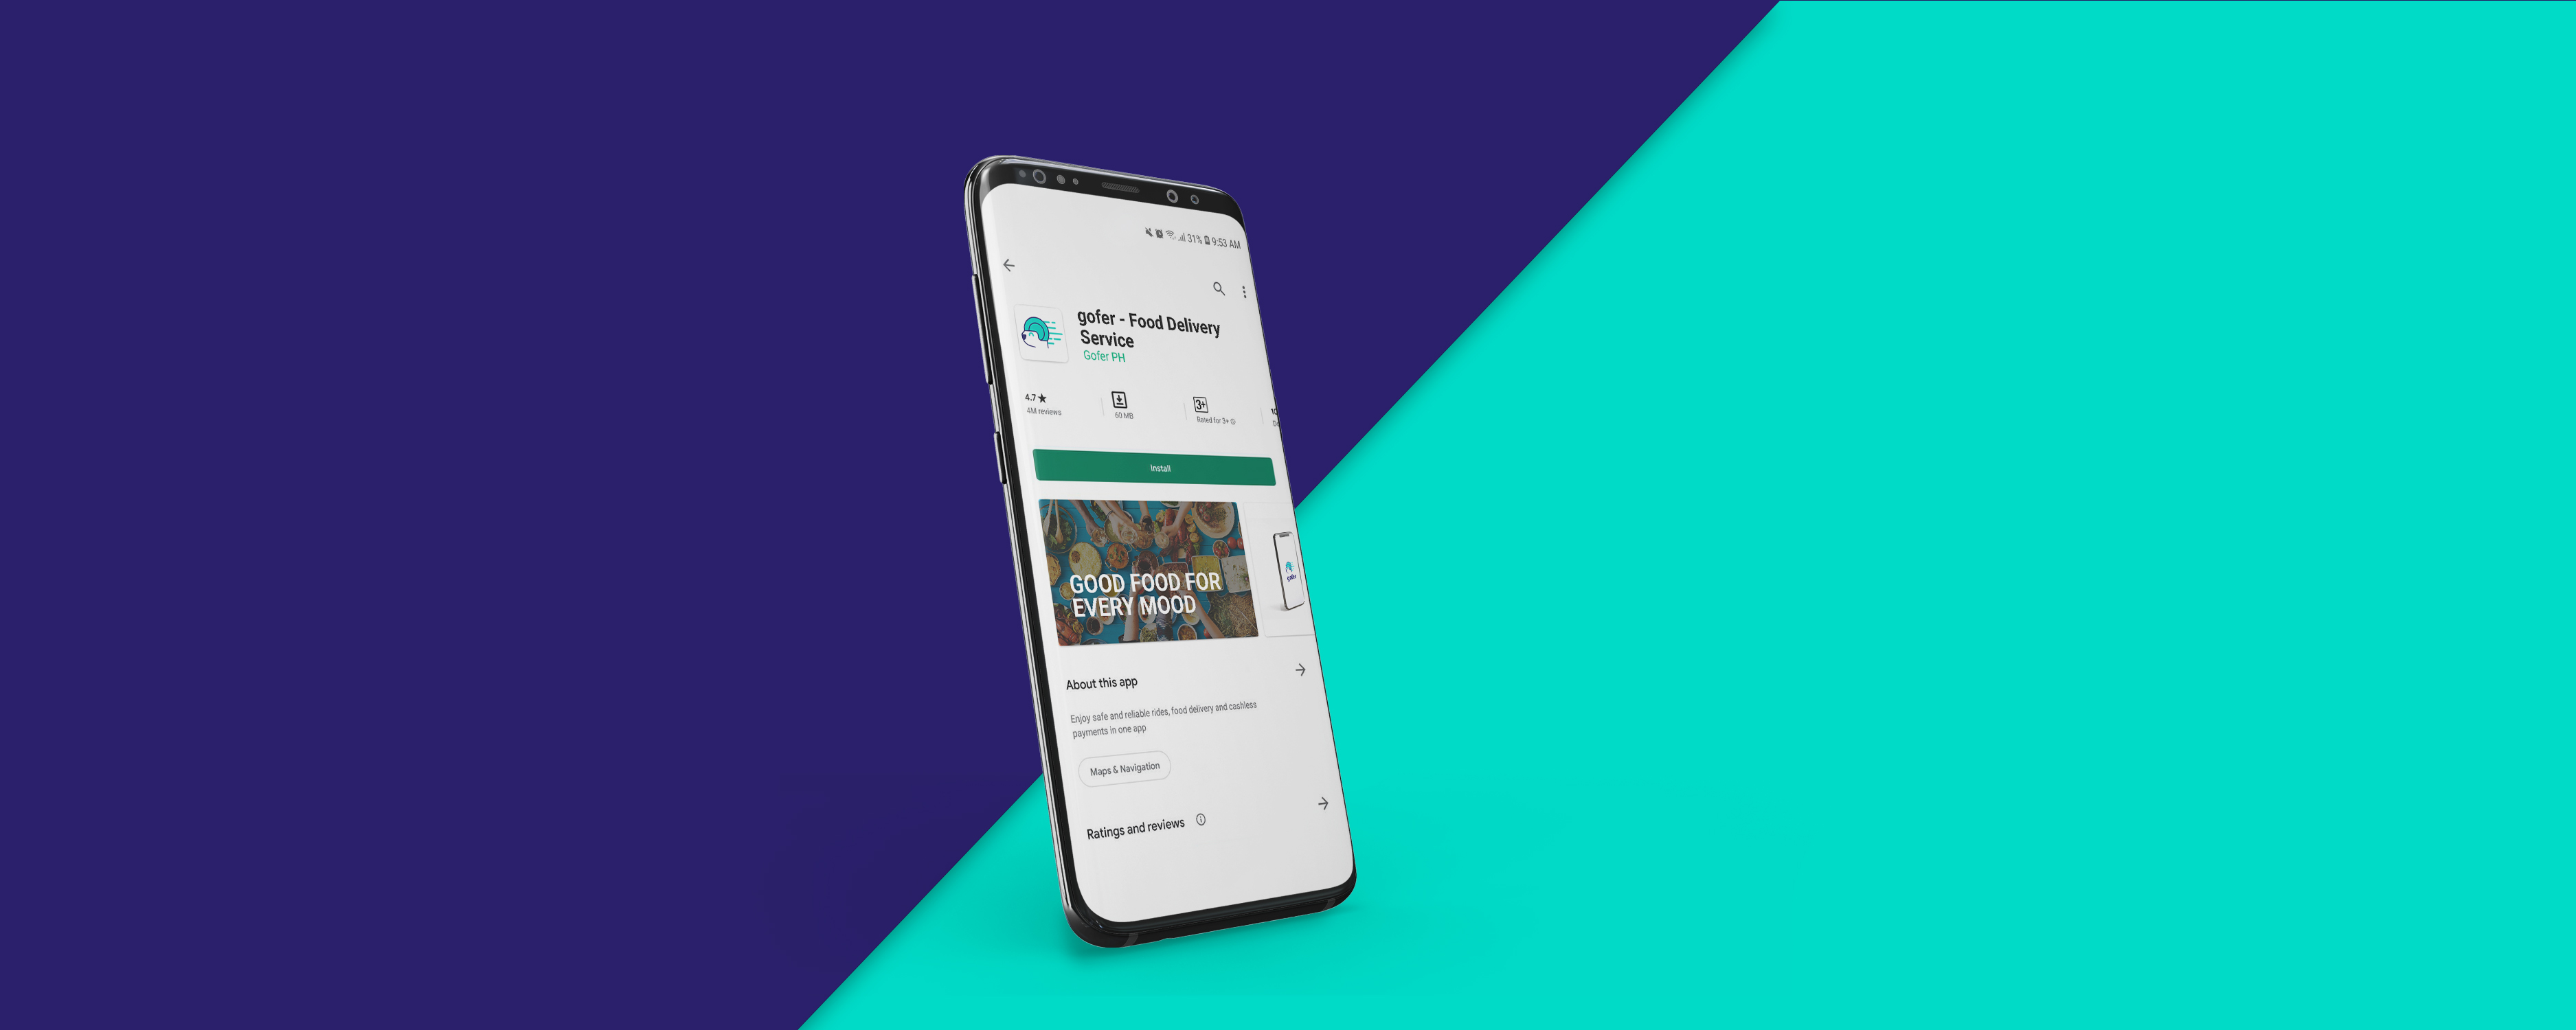 31% 9:53 AM
gofer - Food Delivery
Service
Gofer PH
4.7★
4M reviews
60 MB
3+
Rated for 3+
Install
GOOD FOOD FOR
EVERY MOOD
gofer
About this app
Enjoy safe and reliable rides, food delivery and cashless
payments in one app
Maps & Navigation
Ratings and reviews